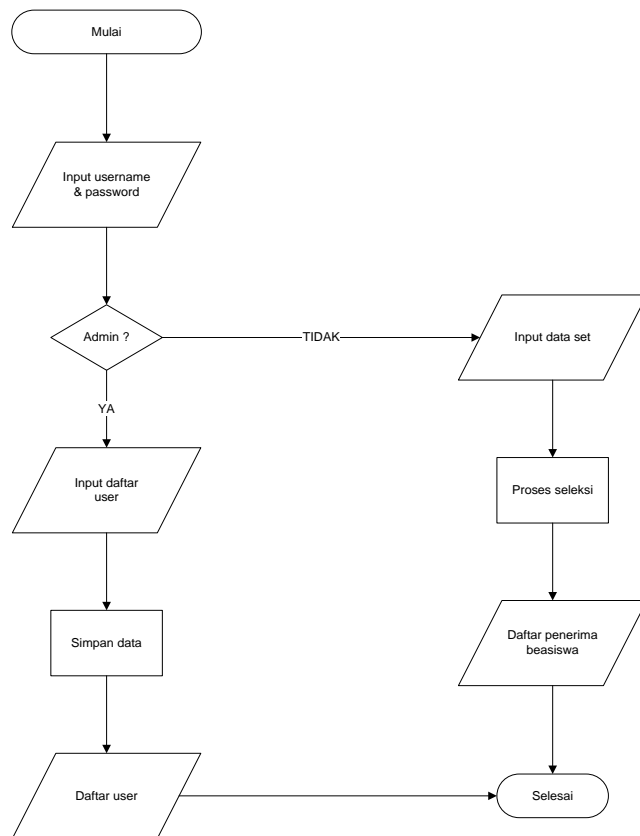 Mulai
Input username
& password
Admin ?
TIDAK
Input data set
YA
Input daftar
user
Proses seleksi
Simpan data
Daftar penerima
beasiswa
Daftar user
Selesai